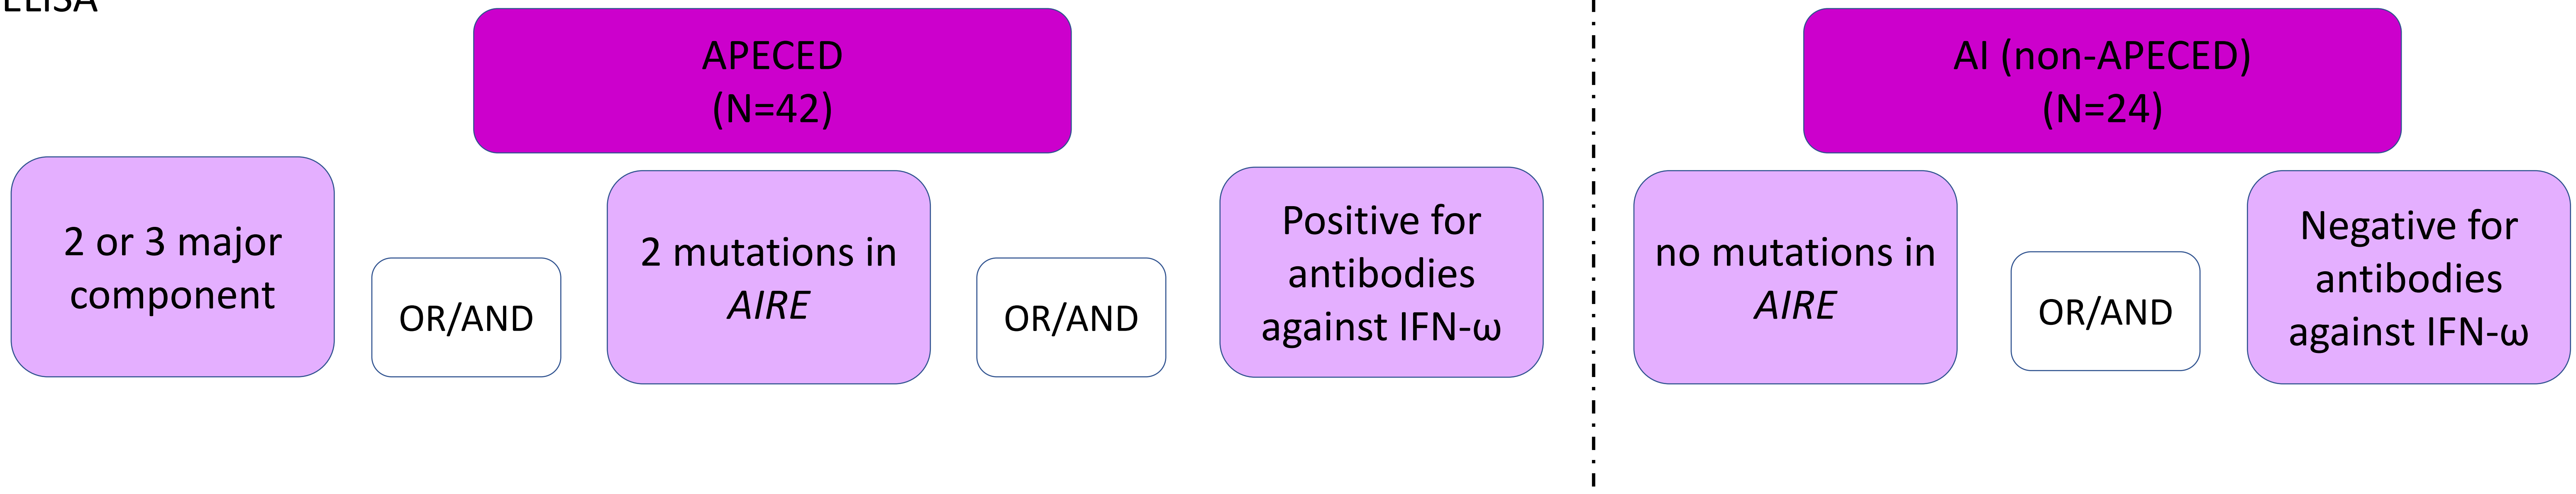 ELISA
APECED
(N=42)
AI (non-APECED)
(N=24)
2 or 3 major
component
OR/AND
2 mutations in
AIRE
OR/AND
Positive for
antibodies
against IFN-ω
no mutations in
AIRE
OR/AND
Negative for
antibodies
against IFN-ω